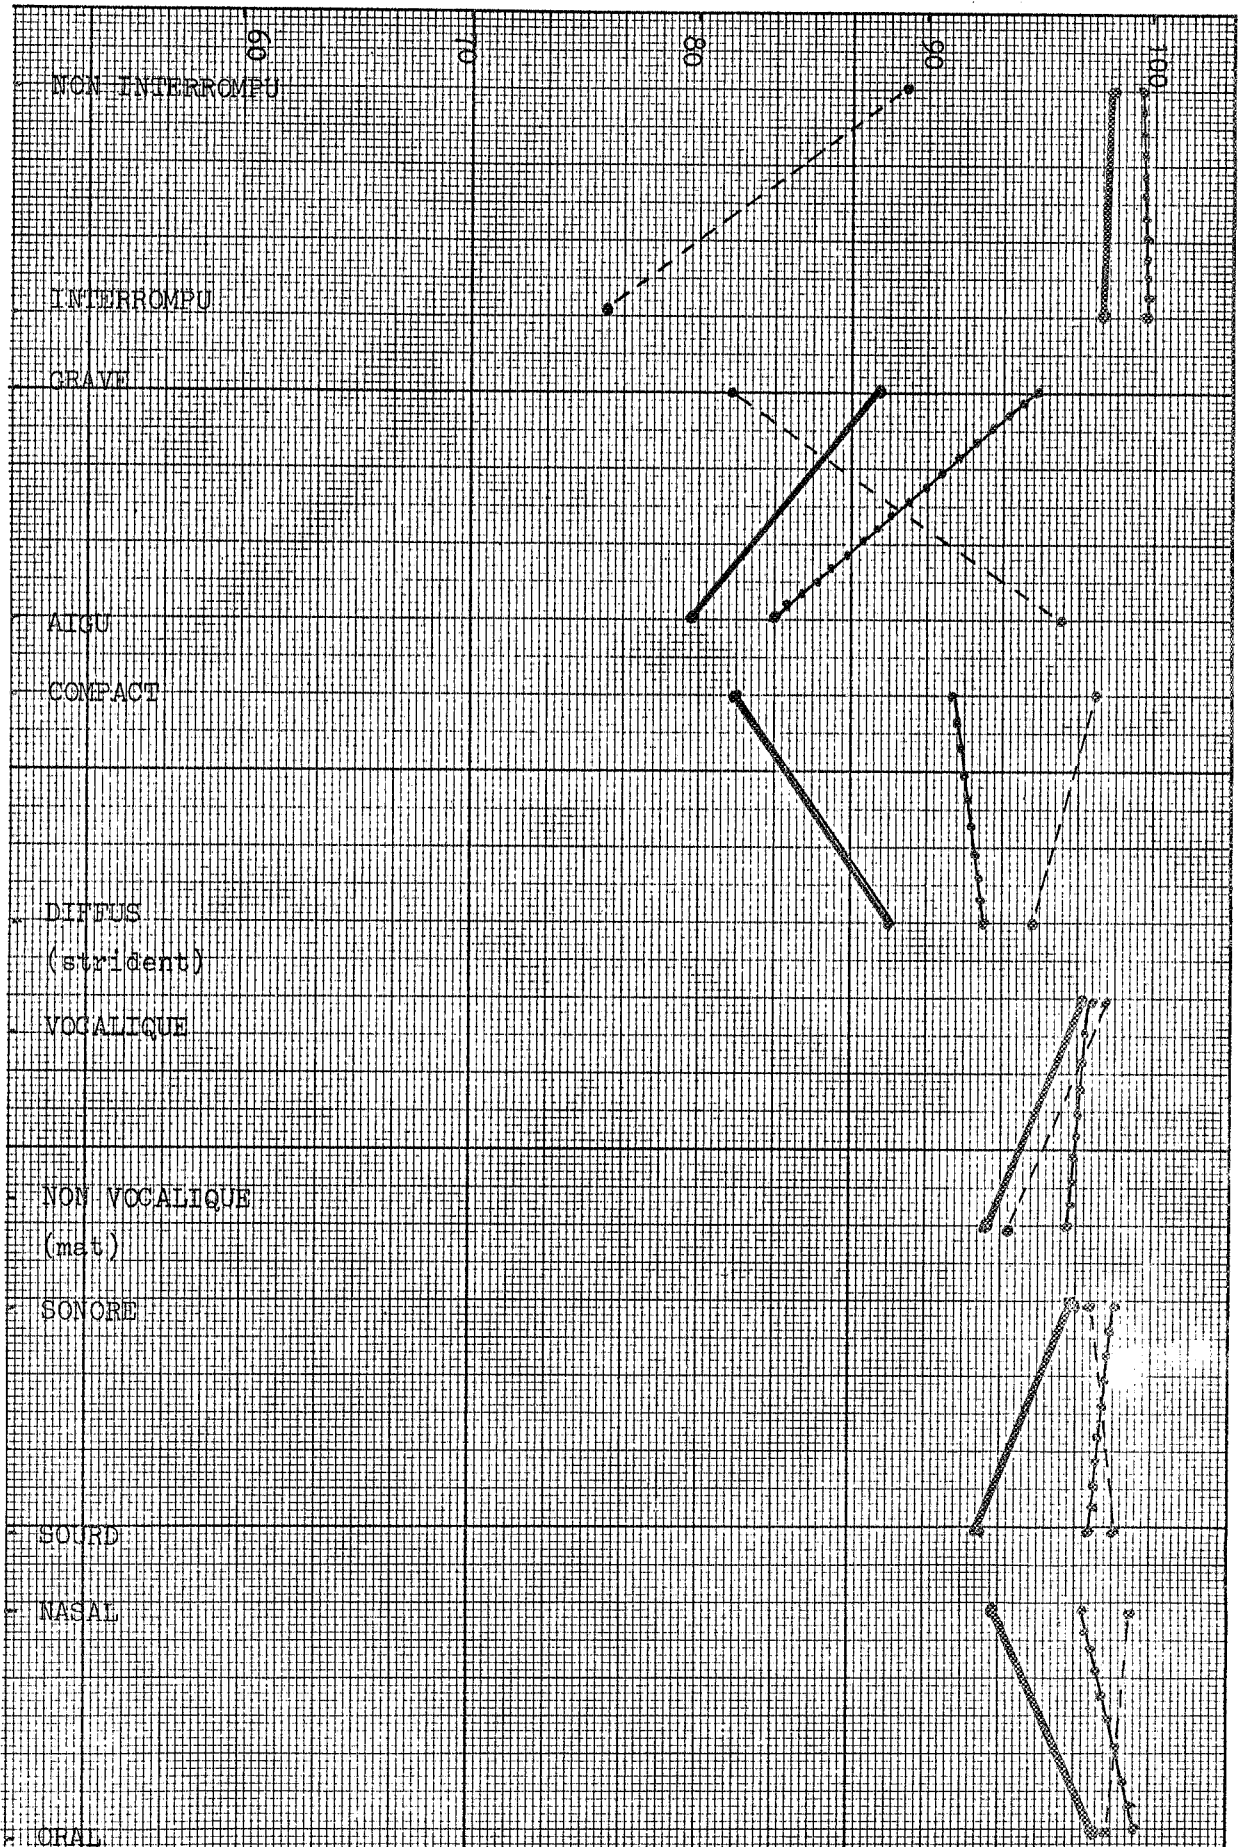 60 70 80 90 100
NON INTERROMPU
INTERROMPU
GRAVE
AIGU
COMPACT
DIFFUS
(strident)
VOCALIQUE
NON VOCALIQUE
(mat)
SONORE
SOURD
NASAL
ORAL